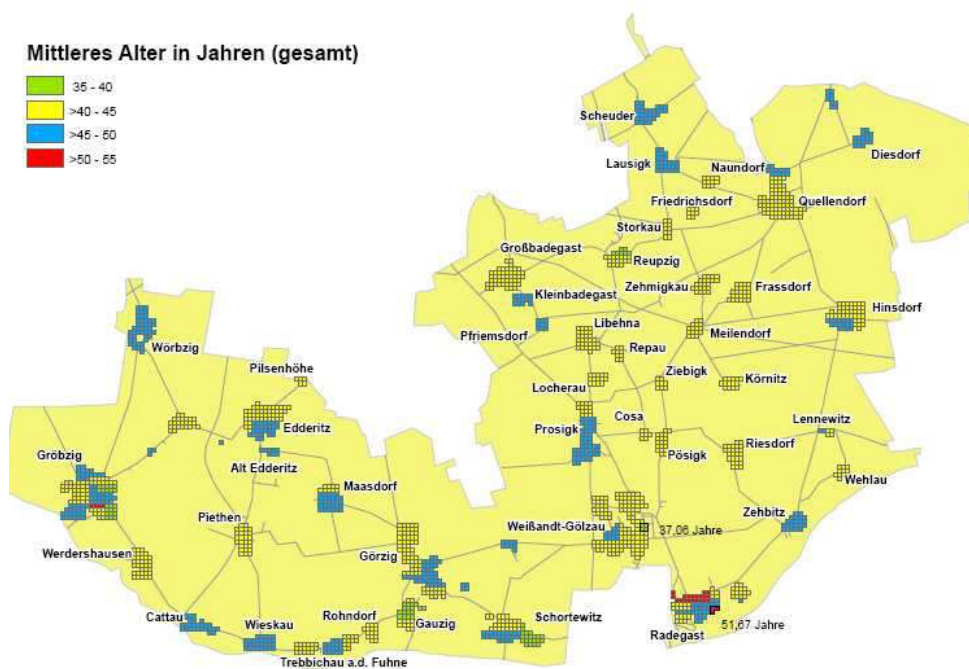 Mittleres Alter in Jahren (gesamt)
35 - 40
>40 - 45
>45 - 50
>50 - 55
Scheuder
Diesdorf
Lausigk
Naundorf
Friedrichsdorf
Quellendorf
Storkau
Großbadegast
Reupzig
Zehmigkau
Frassdorf
Kleinbadegast
Hinsdorf
Pfriemsdorf
Libehna
Meilendorf
Wörbzig
Repau
Pilsenhöhe
Ziebigk
Körnitz
Locherau
Edderitz
Prosigk
Cosa
Lennewitz
Gröbzig
Alt Edderitz
Pösigk
Riesdorf
Wehlau
Maasdorf
Piethen
Weißandt-Gölzau
37,06 Jahre
Zehbitz
Werdershausen
Görzig
Cattau
Wieskau
Rohndorf
Gauzig
Schortewitz
Radegast
51,67 Jahre
Trebbichau a.d. Fuhne